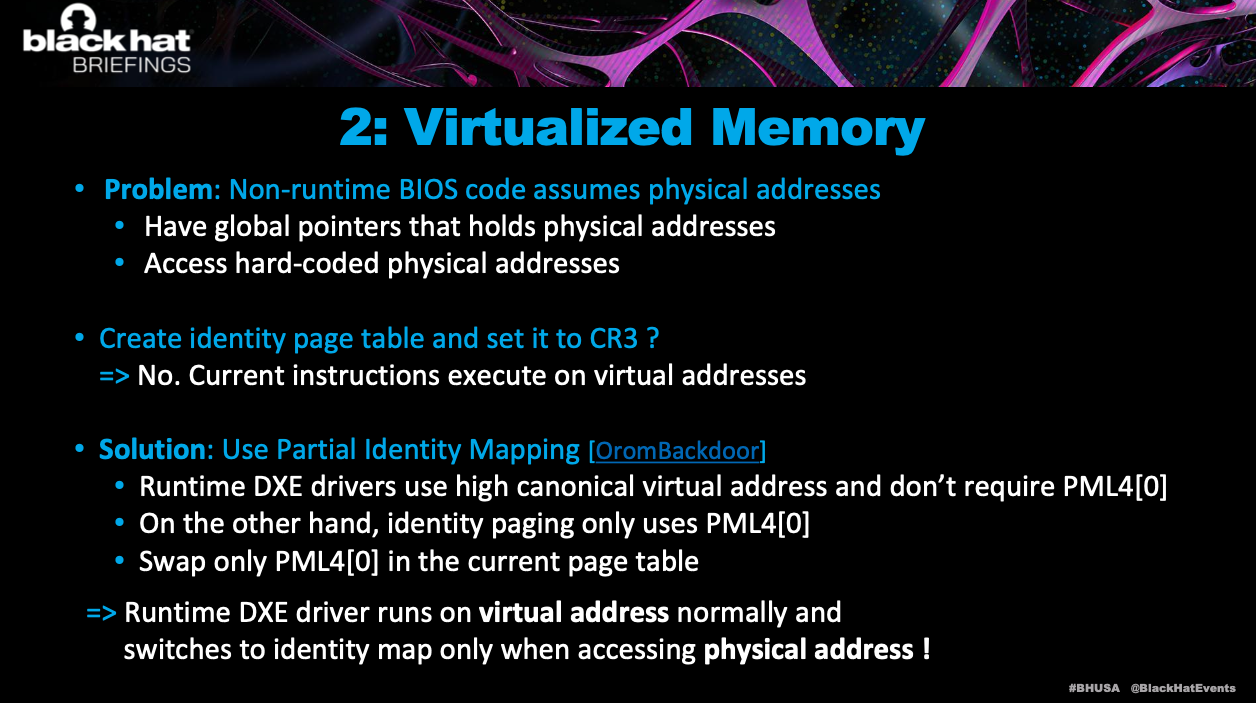 black hat
BRIEFINGS
2: Virtualized Memory
• Problem: Non-runtime BIOS code assumes physical addresses
• Have global pointers that holds physical addresses
• Access hard-coded physical addresses
• Create identity page table and set it to CR3 ?
=> No. Current instructions execute on virtual addresses
• Solution: Use Partial Identity Mapping [OromBackdoor]
• Runtime DXE drivers use high canonical virtual address and don’t require PML4[0]
• On the other hand, identity paging only uses PML4[0]
• Swap only PML4[0] in the current page table
=> Runtime DXE driver runs on virtual address normally and
switches to identity map only when accessing physical address !
#BHUSA @BlackHatEvents